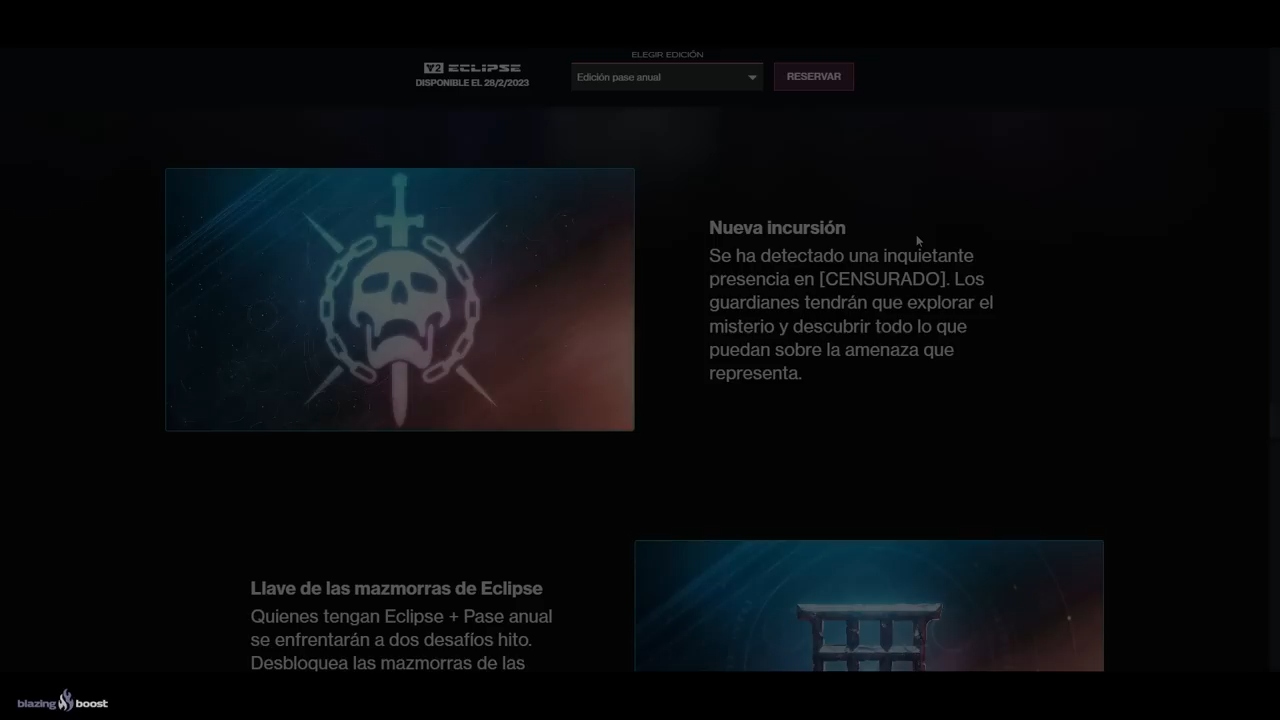 ELEGIR EDICIÓN
ECLIPSE
DISPONIBLE EL 28/2/2023
Edición pase anual
RESERVAR
Nueva incursión
Se ha detectado una inquietante
presencia en [CENSURADO]. Los
guardianes tendrán que explorar el
misterio y descubrir todo lo que
puedan sobre la amenaza que
representa.
Llave de las mazmorras de Eclipse
Quienes tengan Eclipse + Pase anual
se enfrentarán a dos desafíos hito.
Desbloquea las mazmorras de las
blazing boost